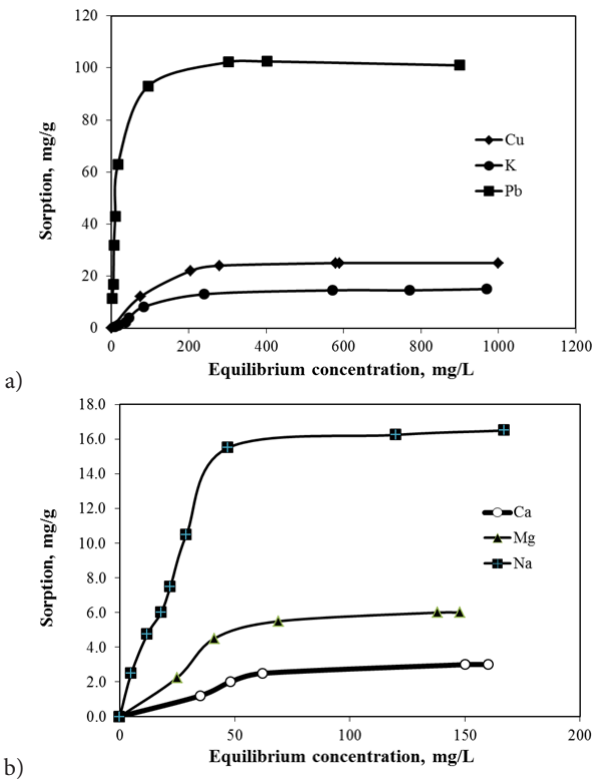 120
100
80
60
40
20
0
Sorption, mg/g
Cu
K
Pb
0 200 400 600 800 1000 1200
Equilibrium concentration, mg/L
a)
18.0
16.0
14.0
12.0
10.0
8.0
6.0
4.0
2.0
0.0
Sorption, mg/g
Ca
Mg
Na
0 50 100 150 200
Equilibrium concentration, mg/L
b)